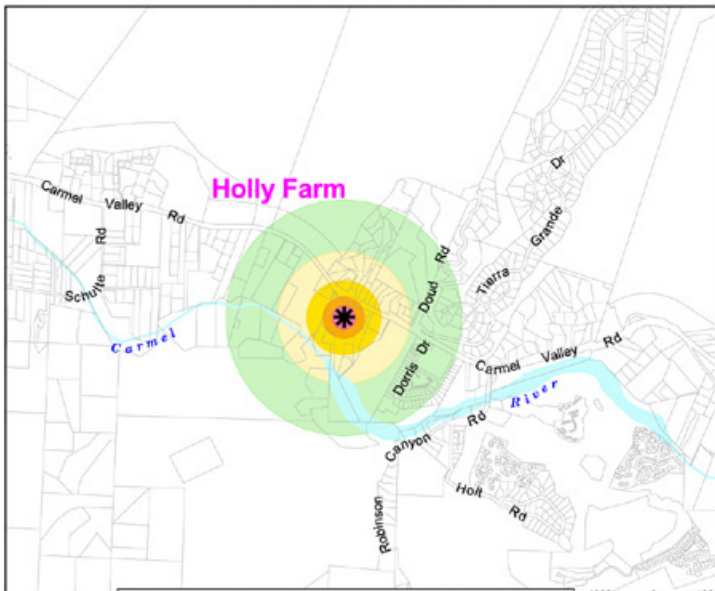 Holly Farm
Carmel Valley Rd
Schulte Rd
Carmel
Doud Rd
Tierra Grande Dr
Dorris Dr
Carmel Valley Rd
River
Robinson Canyon Rd
Holt Rd